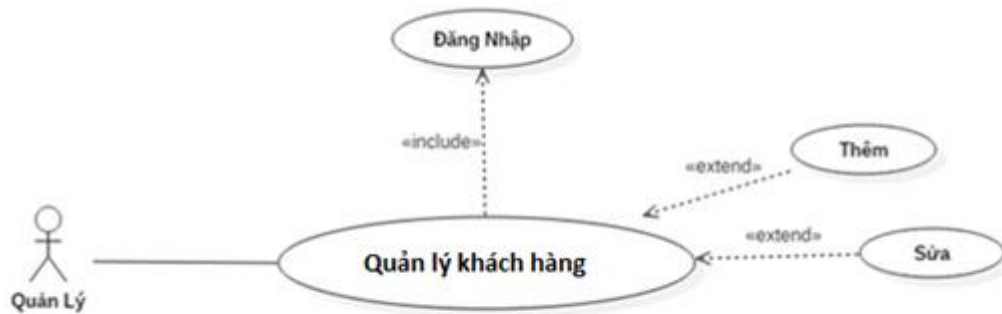 Đăng Nhập
«include»
Thêm
«extend»
«extend»
Sửa
Quản lý khách hàng
Quản Lý